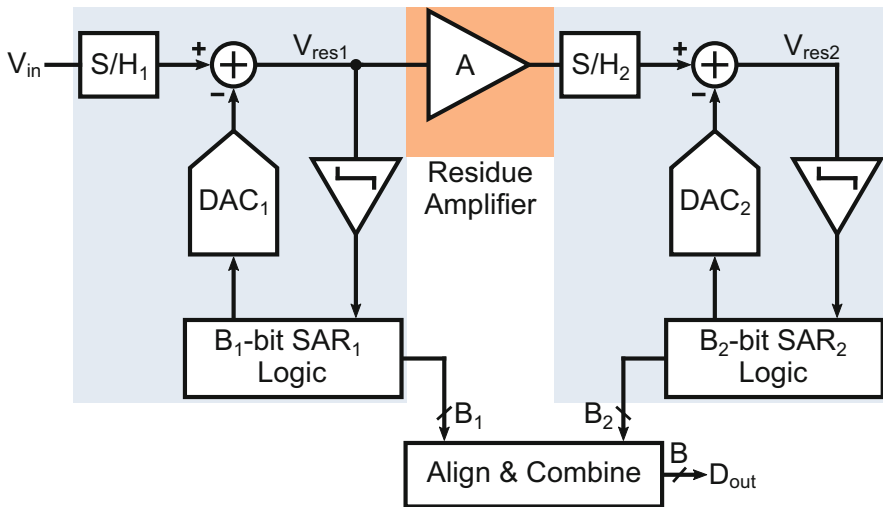 V_in
S/H_1
+
−
V_res1
A
S/H_2
+
−
V_res2
DAC_1
Residue
Amplifier
DAC_2
B_1-bit SAR_1
Logic
B_2-bit SAR_2
Logic
B_1
B_2
Align & Combine
B
D_out